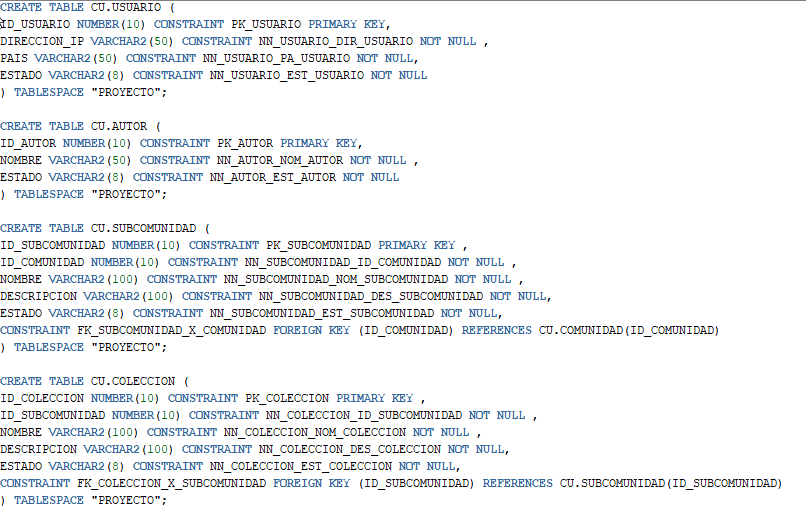 CREATE TABLE CU.USUARIO (
ID_USUARIO NUMBER(10) CONSTRAINT PK_USUARIO PRIMARY KEY,
DIRECCION_IP VARCHAR2(50) CONSTRAINT NN_USUARIO_DIR_USUARIO NOT NULL ,
PAIS VARCHAR2(50) CONSTRAINT NN_USUARIO_PA_USUARIO NOT NULL,
ESTADO VARCHAR2(8) CONSTRAINT NN_USUARIO_EST_USUARIO NOT NULL
) TABLESPACE "PROYECTO";
CREATE TABLE CU.AUTOR (
ID_AUTOR NUMBER(10) CONSTRAINT PK_AUTOR PRIMARY KEY,
NOMBRE VARCHAR2(50) CONSTRAINT NN_AUTOR_NOM_AUTOR NOT NULL ,
ESTADO VARCHAR2(8) CONSTRAINT NN_AUTOR_EST_AUTOR NOT NULL
) TABLESPACE "PROYECTO";
CREATE TABLE CU.SUBCOMUNIDAD (
ID_SUBCOMUNIDAD NUMBER(10) CONSTRAINT PK_SUBCOMUNIDAD PRIMARY KEY ,
ID_COMUNIDAD NUMBER(10) CONSTRAINT NN_SUBCOMUNIDAD_ID_COMUNIDAD NOT NULL ,
NOMBRE VARCHAR2(100) CONSTRAINT NN_SUBCOMUNIDAD_NOM_SUBCOMUNIDAD NOT NULL ,
DESCRIPCION VARCHAR2(100) CONSTRAINT NN_SUBCOMUNIDAD_DES_SUBCOMUNIDAD NOT NULL,
ESTADO VARCHAR2(8) CONSTRAINT NN_SUBCOMUNIDAD_EST_SUBCOMUNIDAD NOT NULL,
CONSTRAINT FK_SUBCOMUNIDAD_X_COMUNIDAD FOREIGN KEY (ID_COMUNIDAD) REFERENCES CU.COMUNIDAD(ID_COMUNIDAD)
) TABLESPACE "PROYECTO";
CREATE TABLE CU.COLECCION (
ID_COLECCION NUMBER(10) CONSTRAINT PK_COLECCION PRIMARY KEY ,
ID_SUBCOMUNIDAD NUMBER(10) CONSTRAINT NN_COLECCION_ID_SUBCOMUNIDAD NOT NULL ,
NOMBRE VARCHAR2(100) CONSTRAINT NN_COLECCION_NOM_COLECCION NOT NULL ,
DESCRIPCION VARCHAR2(100) CONSTRAINT NN_COLECCION_DES_COLECCION NOT NULL,
ESTADO VARCHAR2(8) CONSTRAINT NN_COLECCION_EST_COLECCION NOT NULL,
CONSTRAINT FK_COLECCION_X_SUBCOMUNIDAD FOREIGN KEY (ID_SUBCOMUNIDAD) REFERENCES CU.SUBCOMUNIDAD(ID_SUBCOMUNIDAD)
) TABLESPACE "PROYECTO";